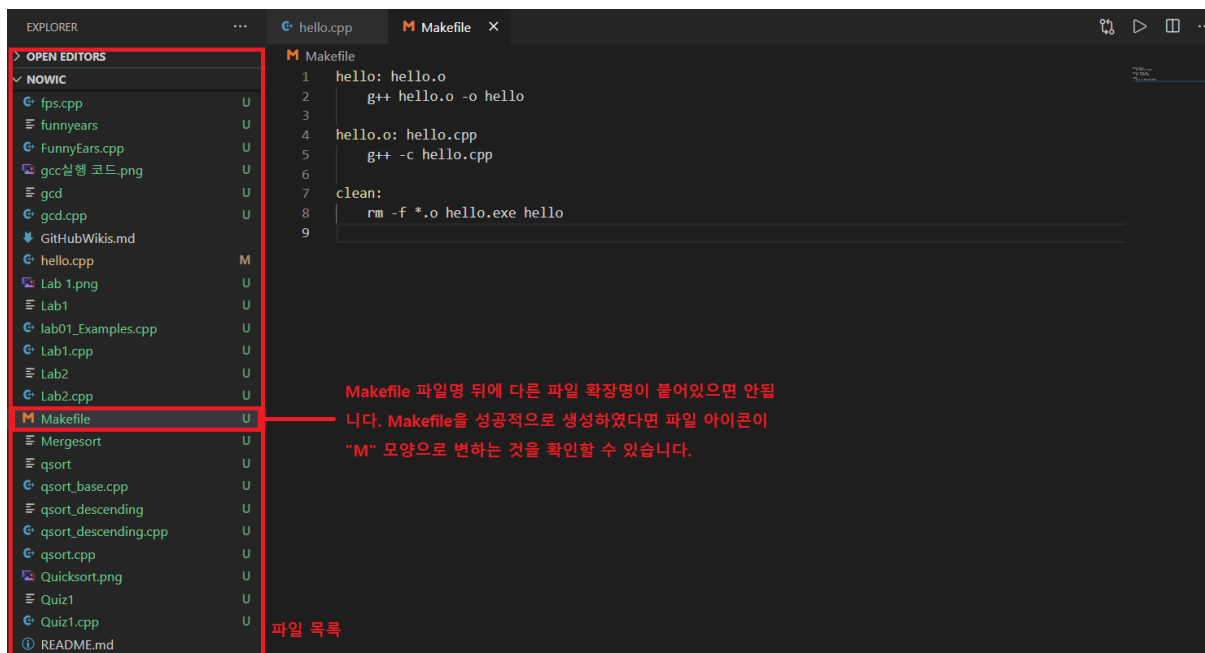 EXPLORER
OPEN EDITORS
NOWIC
fps.cpp U
funnyears U
FunnyEars.cpp U
gcc실행 코드.png U
gcd U
gcd.cpp U
GitHubWikis.md
hello.cpp M
Lab 1.png U
Lab1 U
lab01_Examples.cpp U
Lab1.cpp U
Lab2 U
Lab2.cpp U
Makefile U
Mergesort U
qsort U
qsort_base.cpp U
qsort_descending U
qsort_descending.cpp U
qsort.cpp U
Quicksort.png U
Quiz1 U
Quiz1.cpp U
README.md
파일 목록
hello.cpp
M Makefile
M Makefile
1 hello: hello.o
2 g++ hello.o -o hello
3
4 hello.o: hello.cpp
5 g++ -c hello.cpp
6
7 clean:
8 rm -f *.o hello.exe hello
9
Makefile 파일명 뒤에 다른 파일 확장명이 붙어있으면 안됩
니다. Makefile을 성공적으로 생성하였다면 파일 아이콘이
"M" 모양으로 변하는 것을 확인할 수 있습니다.